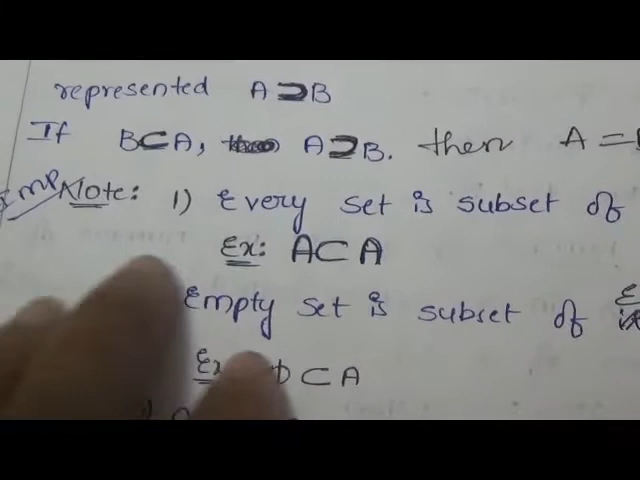 represented A ⊃ B
If B ⊂ A, A ⊃ B. then A =
Imp Note: 1) Every set is subset of
Ex: A ⊂ A
Empty set is subset of
Ex ϕ ⊂ A